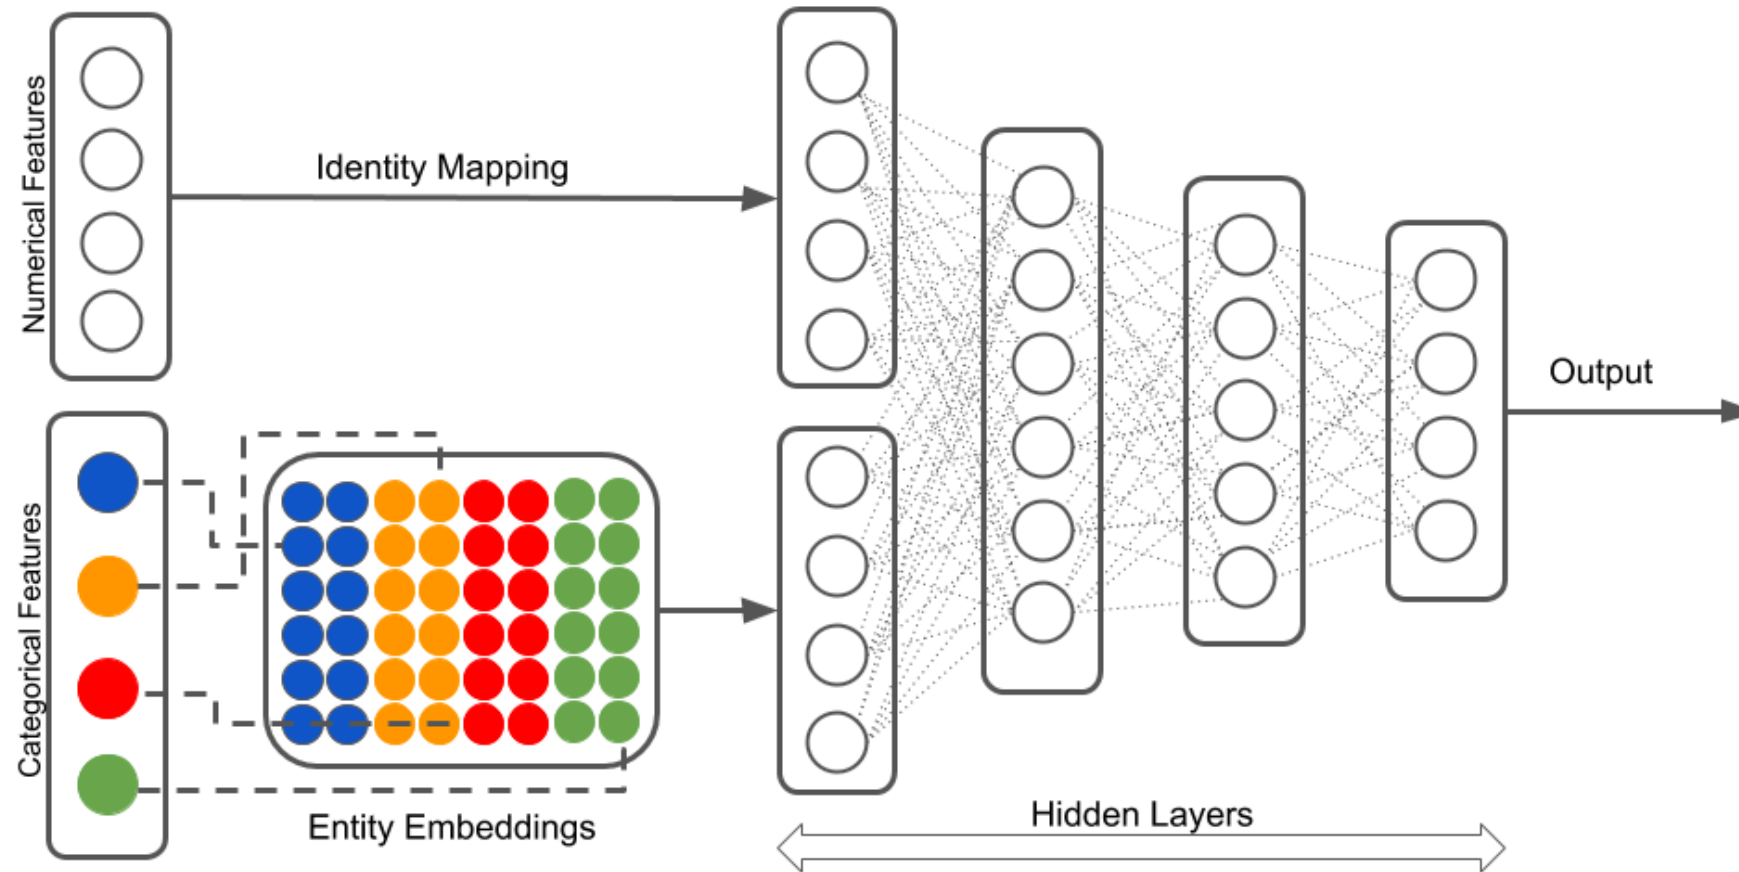 Numerical Features
Identity Mapping
Output
Categorical Features
Entity Embeddings
Hidden Layers